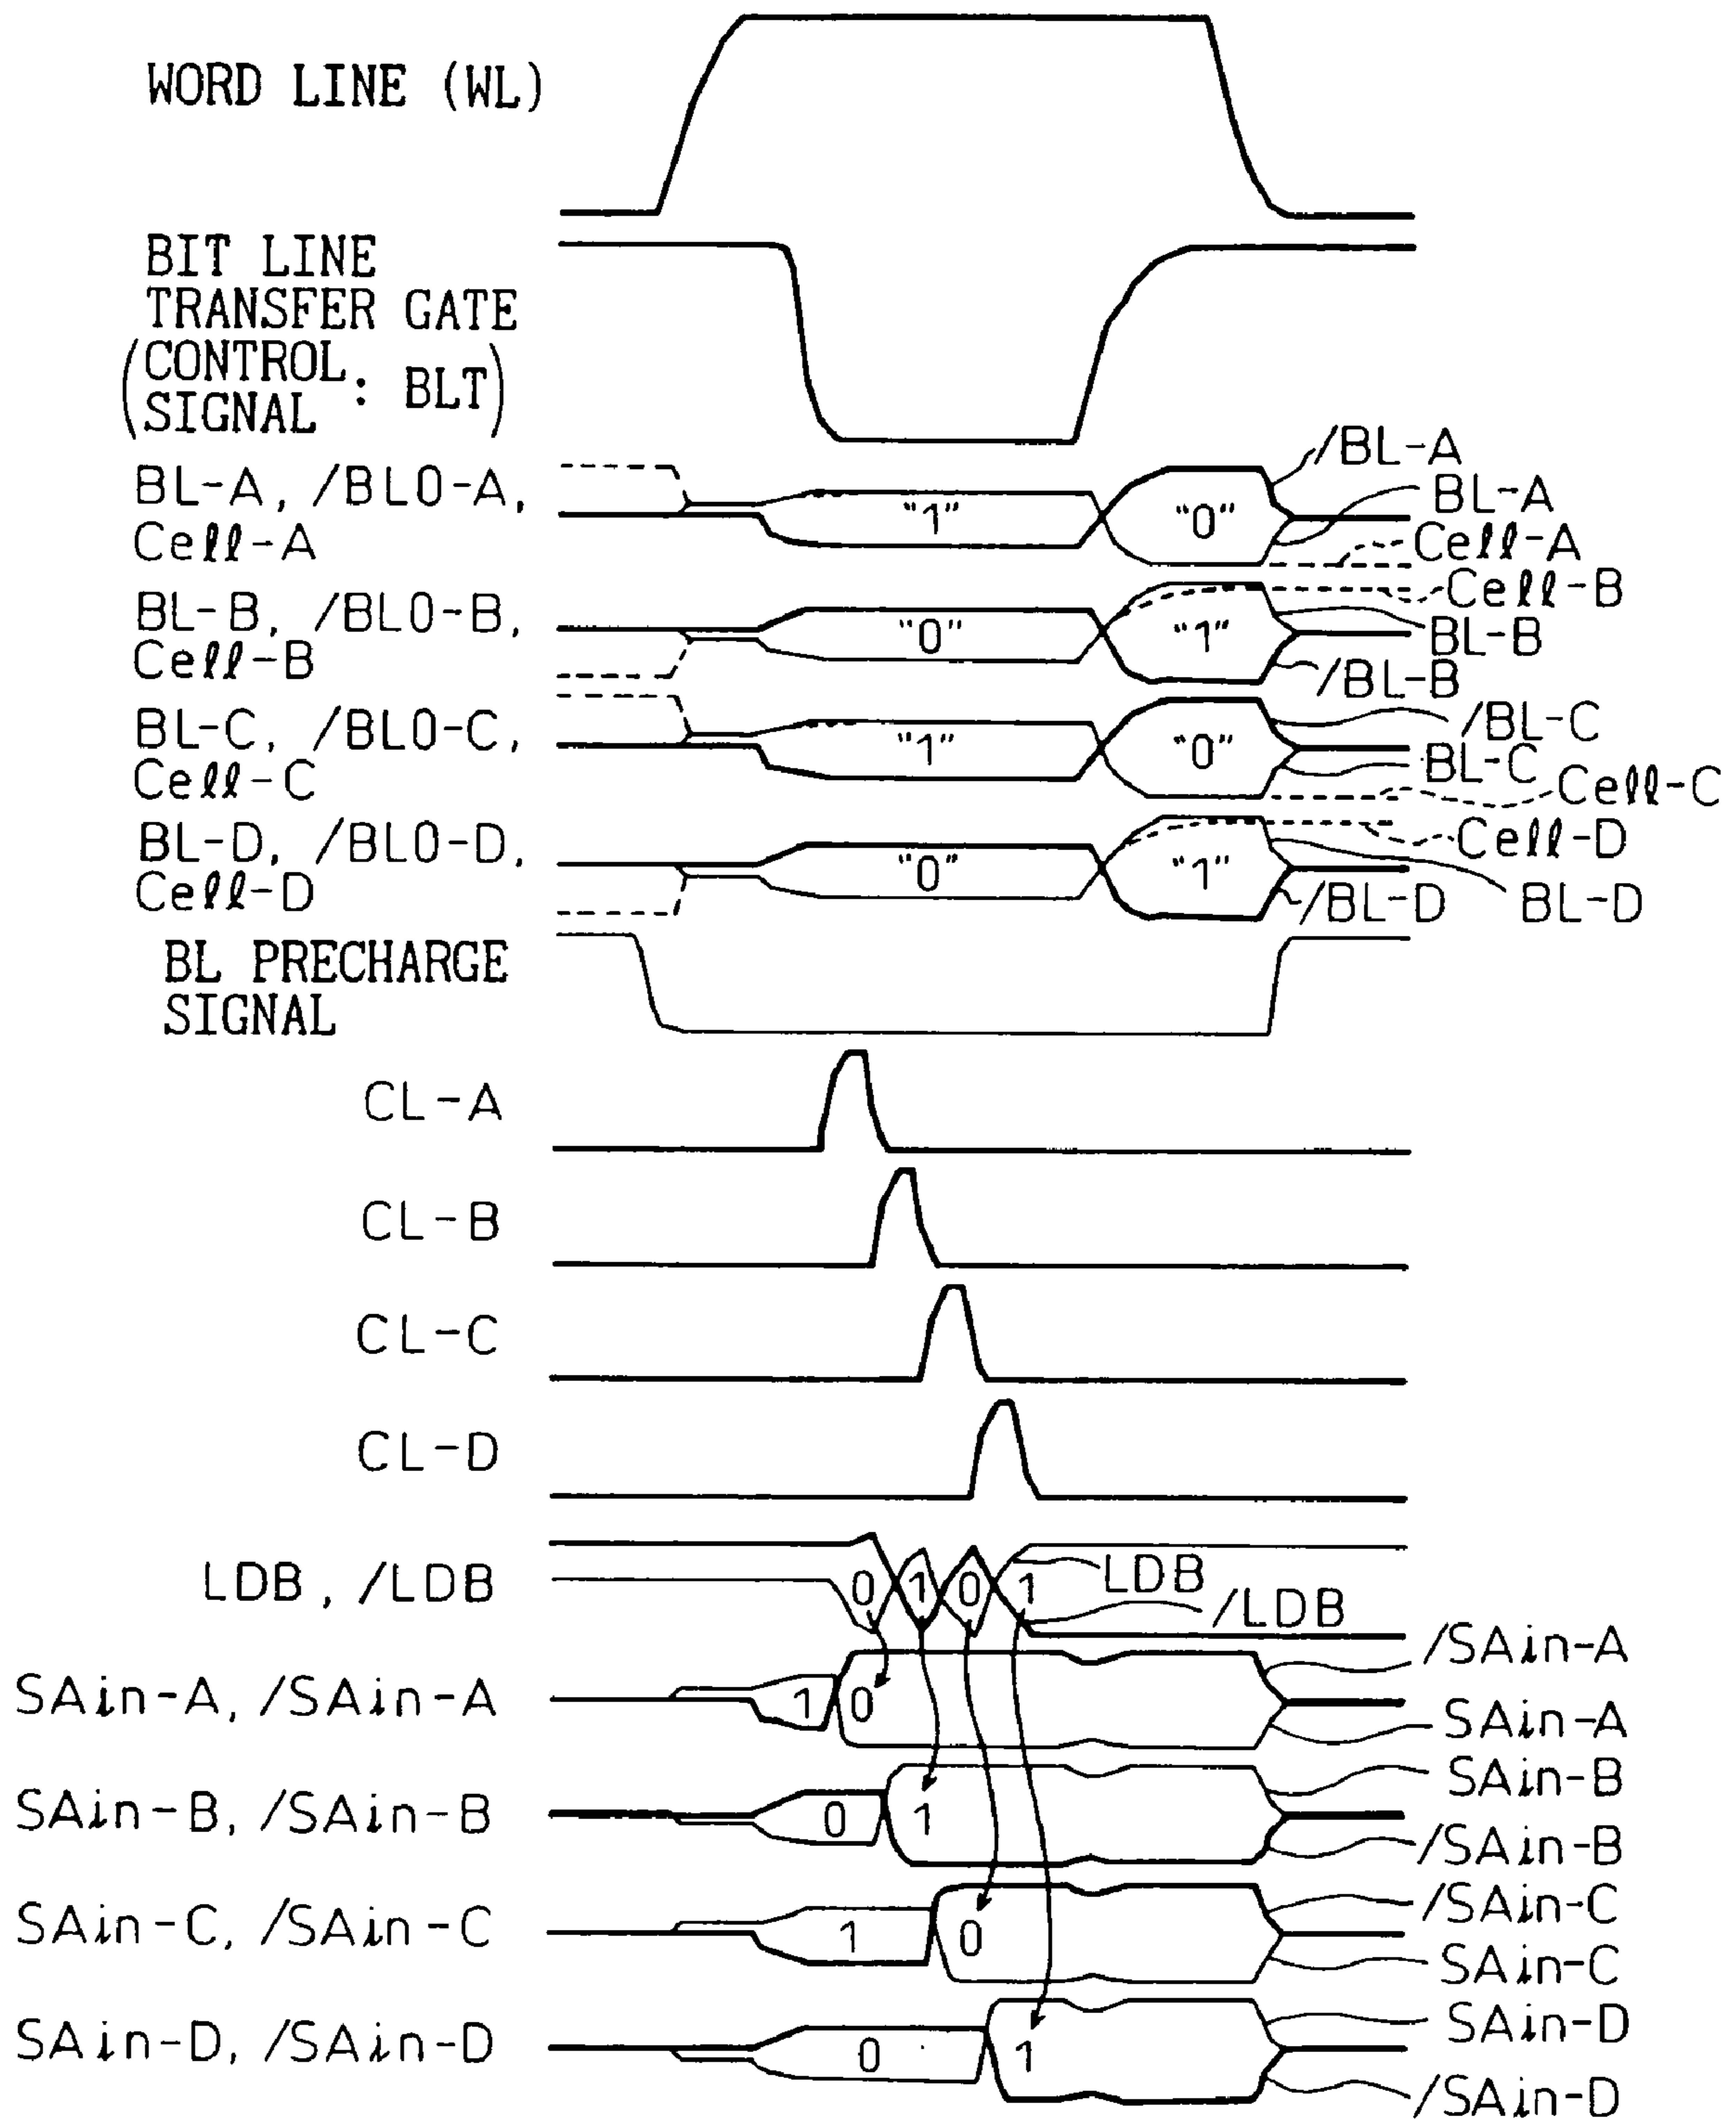 WORD LINE (WL)
BIT LINE
TRANSFER GATE
(CONTROL
SIGNAL : BLT)
BL-A, /BL0-A,
Cell-A
"1"
"0"
/BL-A
BL-A
Cell-A
BL-B, /BL0-B,
Cell-B
"0"
"1"
Cell-B
BL-B
/BL-B
BL-C, /BL0-C,
Cell-C
"1"
"0"
/BL-C
BL-C
Cell-C
BL-D, /BL0-D,
Cell-D
"0"
"1"
Cell-D
/BL-D
BL-D
BL PRECHARGE
SIGNAL
CL-A
CL-B
CL-C
CL-D
LDB, /LDB
0 1 0 1
LDB
/LDB
SAin-A, /SAin-A
1 0
/SAin-A
SAin-A
SAin-B, /SAin-B
0 1
SAin-B
/SAin-B
SAin-C, /SAin-C
1 0
/SAin-C
SAin-C
SAin-D, /SAin-D
0 1
SAin-D
/SAin-D